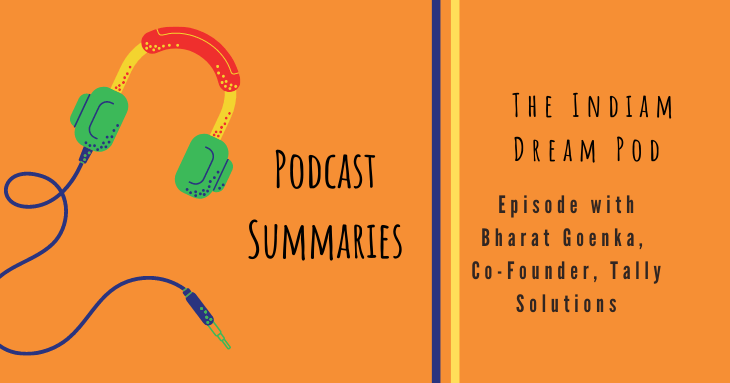 Podcast
Summaries
The Indiam
Dream Pod
Episode with
Bharat Goenka,
Co-Founder, Tally
Solutions